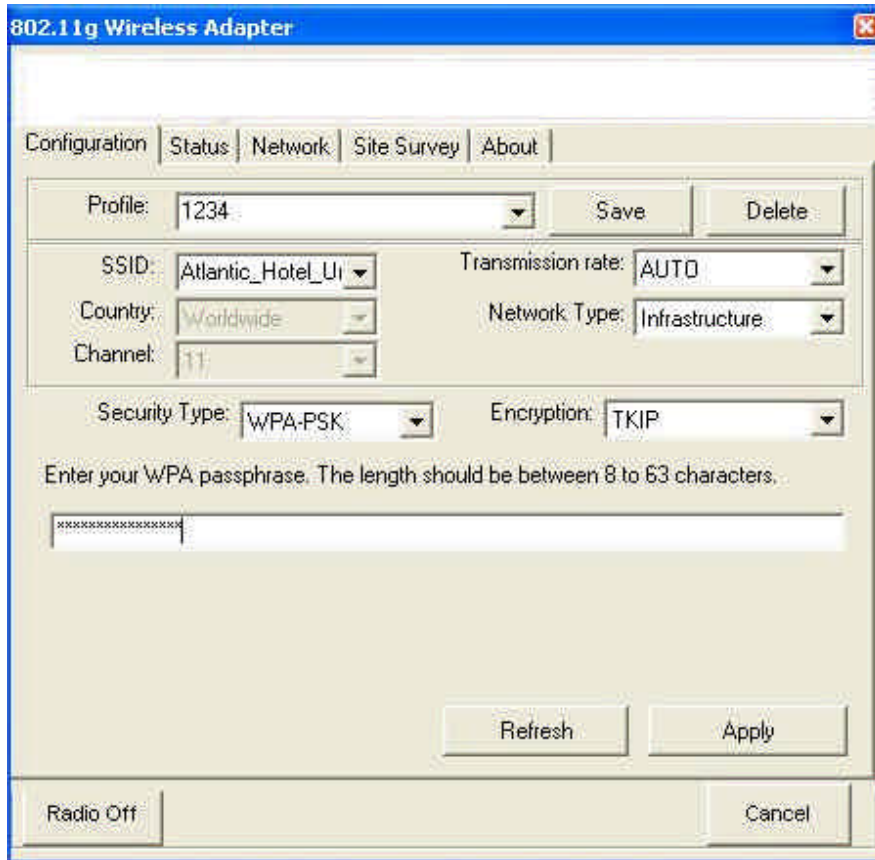 802.11g Wireless Adapter
Configuration Status Network Site Survey About
Profile: 1234 Save Delete
SSID: Atlantic_Hotel_Ur Transmission rate: AUTO
Country: Worldwide Network Type: Infrastructure
Channel: 11
Security Type: WPA-PSK Encryption: TKIP
Enter your WPA passphrase. The length should be between 8 to 63 characters.
****************
Refresh Apply
Radio Off Cancel